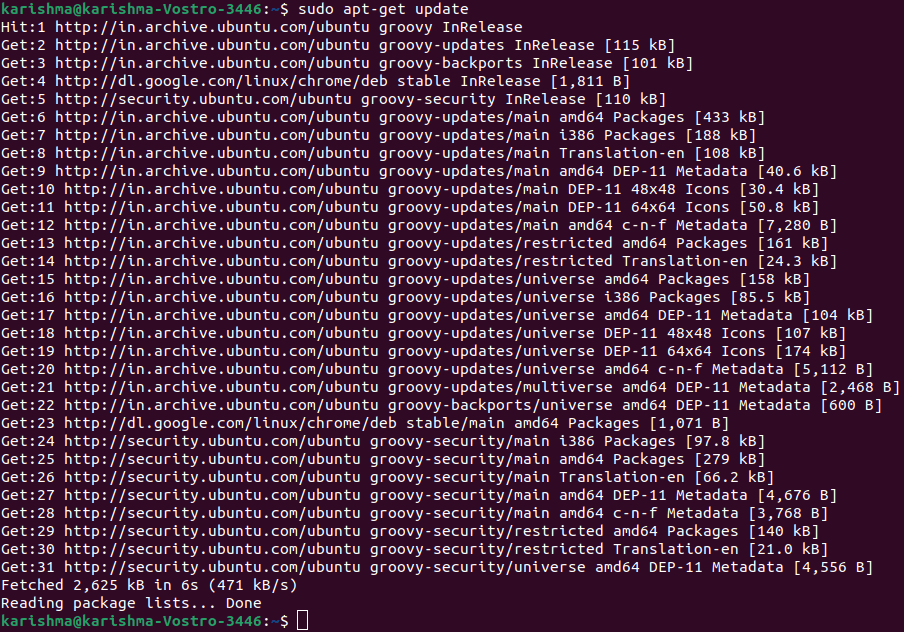 karishma@karishma-Vostro-3446:~$ sudo apt-get update
Hit:1 http://in.archive.ubuntu.com/ubuntu groovy InRelease
Get:2 http://in.archive.ubuntu.com/ubuntu groovy-updates InRelease [115 kB]
Get:3 http://in.archive.ubuntu.com/ubuntu groovy-backports InRelease [101 kB]
Get:4 http://dl.google.com/linux/chrome/deb stable InRelease [1,811 B]
Get:5 http://security.ubuntu.com/ubuntu groovy-security InRelease [110 kB]
Get:6 http://in.archive.ubuntu.com/ubuntu groovy-updates/main amd64 Packages [433 kB]
Get:7 http://in.archive.ubuntu.com/ubuntu groovy-updates/main i386 Packages [188 kB]
Get:8 http://in.archive.ubuntu.com/ubuntu groovy-updates/main Translation-en [108 kB]
Get:9 http://in.archive.ubuntu.com/ubuntu groovy-updates/main amd64 DEP-11 Metadata [40.6 kB]
Get:10 http://in.archive.ubuntu.com/ubuntu groovy-updates/main DEP-11 48x48 Icons [30.4 kB]
Get:11 http://in.archive.ubuntu.com/ubuntu groovy-updates/main DEP-11 64x64 Icons [50.8 kB]
Get:12 http://in.archive.ubuntu.com/ubuntu groovy-updates/main amd64 c-n-f Metadata [7,280 B]
Get:13 http://in.archive.ubuntu.com/ubuntu groovy-updates/restricted amd64 Packages [161 kB]
Get:14 http://in.archive.ubuntu.com/ubuntu groovy-updates/restricted Translation-en [24.3 kB]
Get:15 http://in.archive.ubuntu.com/ubuntu groovy-updates/universe amd64 Packages [158 kB]
Get:16 http://in.archive.ubuntu.com/ubuntu groovy-updates/universe i386 Packages [85.5 kB]
Get:17 http://in.archive.ubuntu.com/ubuntu groovy-updates/universe amd64 DEP-11 Metadata [104 kB]
Get:18 http://in.archive.ubuntu.com/ubuntu groovy-updates/universe DEP-11 48x48 Icons [107 kB]
Get:19 http://in.archive.ubuntu.com/ubuntu groovy-updates/universe DEP-11 64x64 Icons [174 kB]
Get:20 http://in.archive.ubuntu.com/ubuntu groovy-updates/universe amd64 c-n-f Metadata [5,112 B]
Get:21 http://in.archive.ubuntu.com/ubuntu groovy-updates/multiverse amd64 DEP-11 Metadata [2,468 B]
Get:22 http://in.archive.ubuntu.com/ubuntu groovy-backports/universe amd64 DEP-11 Metadata [600 B]
Get:23 http://dl.google.com/linux/chrome/deb stable/main amd64 Packages [1,071 B]
Get:24 http://security.ubuntu.com/ubuntu groovy-security/main i386 Packages [97.8 kB]
Get:25 http://security.ubuntu.com/ubuntu groovy-security/main amd64 Packages [279 kB]
Get:26 http://security.ubuntu.com/ubuntu groovy-security/main Translation-en [66.2 kB]
Get:27 http://security.ubuntu.com/ubuntu groovy-security/main amd64 DEP-11 Metadata [4,676 B]
Get:28 http://security.ubuntu.com/ubuntu groovy-security/main amd64 c-n-f Metadata [3,768 B]
Get:29 http://security.ubuntu.com/ubuntu groovy-security/restricted amd64 Packages [140 kB]
Get:30 http://security.ubuntu.com/ubuntu groovy-security/restricted Translation-en [21.0 kB]
Get:31 http://security.ubuntu.com/ubuntu groovy-security/universe amd64 DEP-11 Metadata [4,556 B]
Fetched 2,625 kB in 6s (471 kB/s)
Reading package lists... Done
karishma@karishma-Vostro-3446:~$